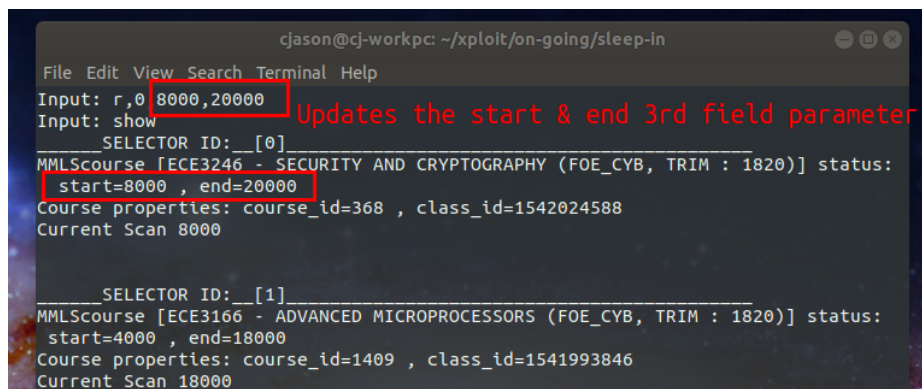 cjason@cj-workpc: ~/xploit/on-going/sleep-in
File Edit View Search Terminal Help
Input: r,0,8000,20000
Input: show
Updates the start & end 3rd field parameter
______SELECTOR ID:__[0]____________________________________________
MMLScourse [ECE3246 - SECURITY AND CRYPTOGRAPHY (FOE_CYB, TRIM : 1820)] status:
start=8000 , end=20000
Course properties: course_id=368 , class_id=1542024588
Current Scan 8000
______SELECTOR ID:__[1]____________________________________________
MMLScourse [ECE3166 - ADVANCED MICROPROCESSORS (FOE_CYB, TRIM : 1820)] status:
start=4000 , end=18000
Course properties: course_id=1409 , class_id=1541993846
Current Scan 18000